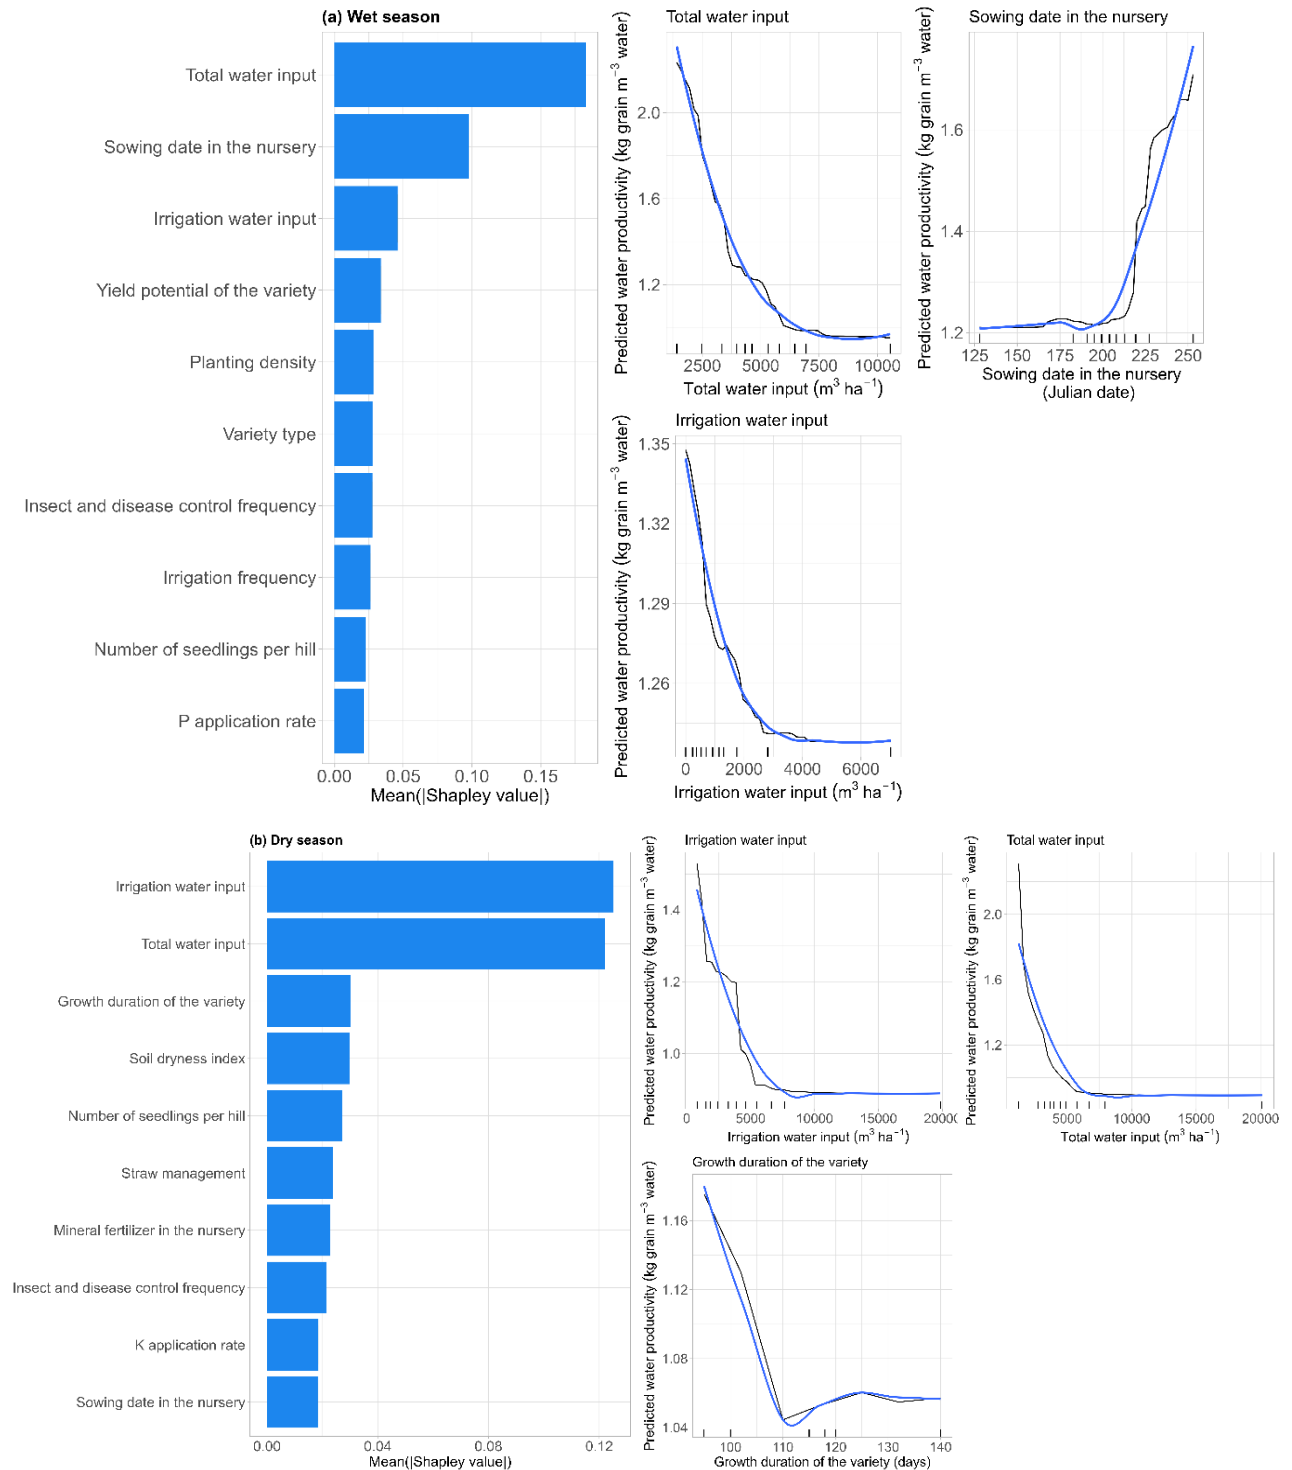 (a) Wet season
Total water input
Sowing date in the nursery
Irrigation water input
Yield potential of the variety
Planting density
Variety type
Insect and disease control frequency
Irrigation frequency
Number of seedlings per hill
P application rate
0.00 0.05 0.10 0.15
Mean(|Shapley value|)
Total water input
Predicted water productivity (kg grain m⁻³ water)
2.0
1.6
1.2
2500 5000 7500 10000
Total water input (m³ ha⁻¹)
Sowing date in the nursery
Predicted water productivity (kg grain m⁻³ water)
1.6
1.4
1.2
125 150 175 200 225 250
Sowing date in the nursery
(Julian date)
Irrigation water input
Predicted water productivity (kg grain m⁻³ water)
1.35
1.32
1.29
1.26
0 2000 4000 6000
Irrigation water input (m³ ha⁻¹)
(b) Dry season
Irrigation water input
Total water input
Growth duration of the variety
Soil dryness index
Number of seedlings per hill
Straw management
Mineral fertilizer in the nursery
Insect and disease control frequency
K application rate
Sowing date in the nursery
0.00 0.04 0.08 0.12
Mean(|Shapley value|)
Irrigation water input
Predicted water productivity (kg grain m⁻³ water)
1.4
1.2
1.0
0 5000 10000 15000 20000
Irrigation water input (m³ ha⁻¹)
Total water input
Predicted water productivity (kg grain m⁻³ water)
2.0
1.6
1.2
5000 10000 15000 20000
Total water input (m³ ha⁻¹)
Growth duration of the variety
Predicted water productivity (kg grain m⁻³ water)
1.16
1.12
1.08
1.04
100 110 120 130 140
Growth duration of the variety (days)